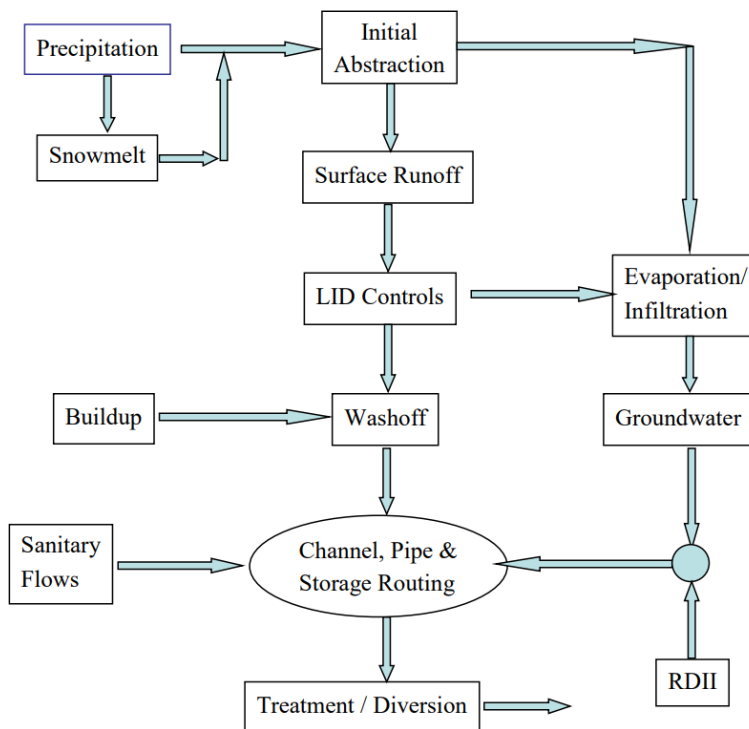 Precipitation
Initial
Abstraction
Snowmelt
Surface Runoff
LID Controls
Evaporation/
Infiltration
Buildup
Washoff
Groundwater
Sanitary
Flows
Channel, Pipe &
Storage Routing
RDII
Treatment / Diversion